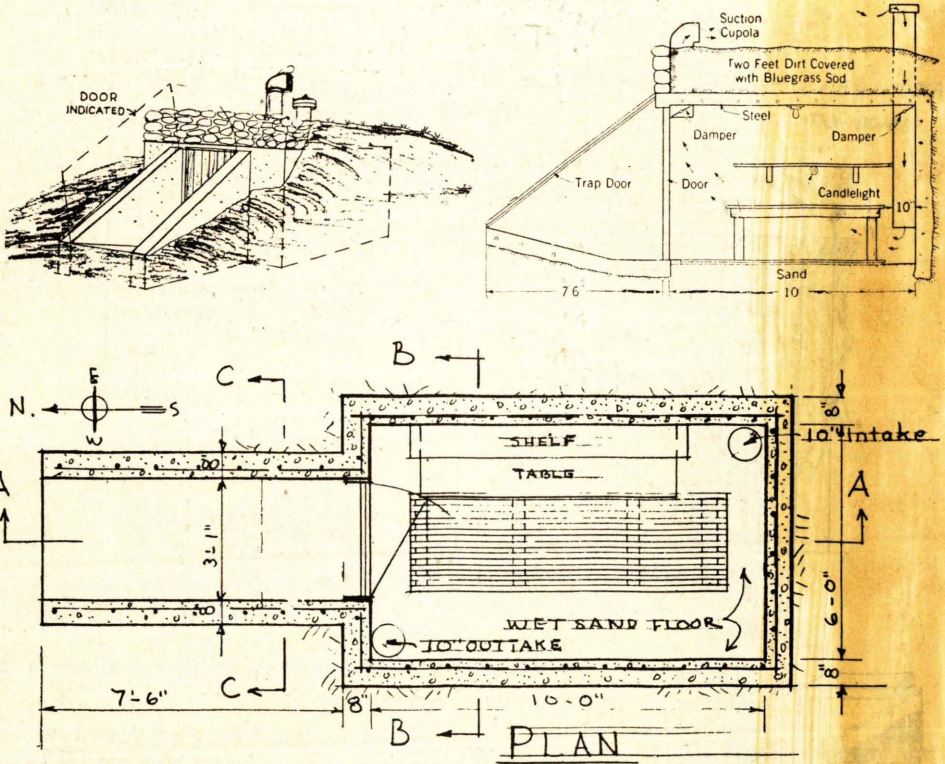 DOOR
INDICATED
Suction
Cupola
Two Feet Dirt Covered
with Bluegrass Sod
Steel
Damper
Damper
Trap Door
Door
Candlelight
10"
Sand
7 6
10
B
C
E
N.
S
W
8"
8"
SHELF
10" Intake
TABLE
A
A
3'-1"
6'-0"
WET SAND FLOOR
8"
10" OUTTAKE
8"
C
7'-6"
8"
10'-0"
B
PLAN